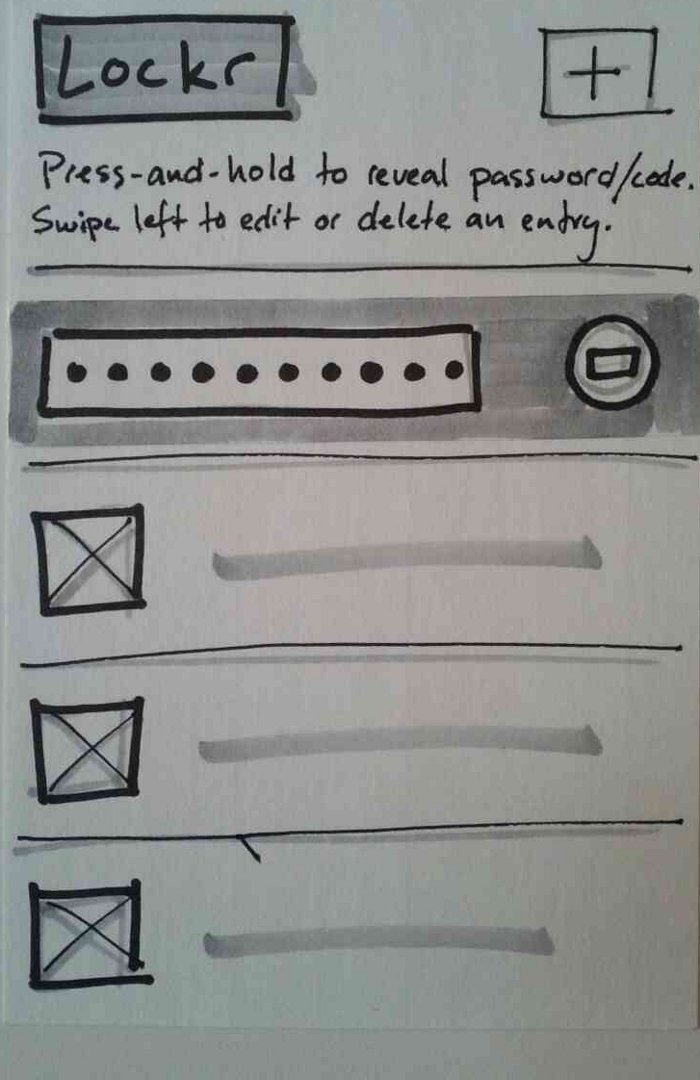 Lockr
+
Press-and-hold to reveal password/code.
Swipe left to edit or delete an entry.